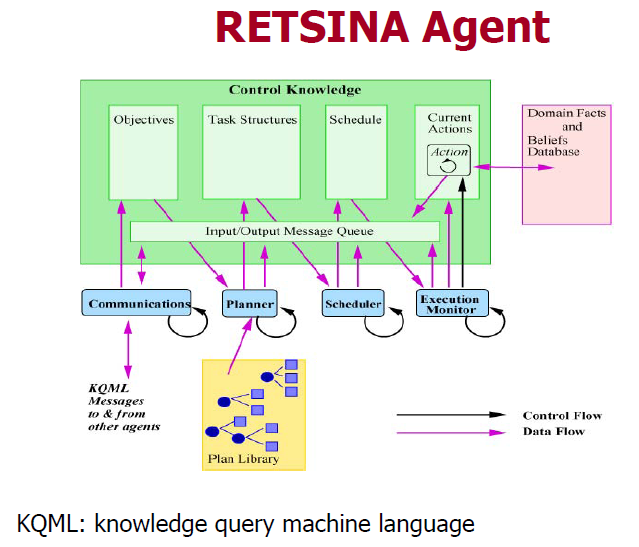 RETSINA Agent
Control Knowledge
Objectives
Task Structures
Schedule
Current
Actions
Action
Domain Facts
and
Beliefs
Database
Input/Output Message Queue
Communications
Planner
Scheduler
Execution
Monitor
KQML
Messages
to & from
other agents
Plan Library
Control Flow
Data Flow
KQML: knowledge query machine language